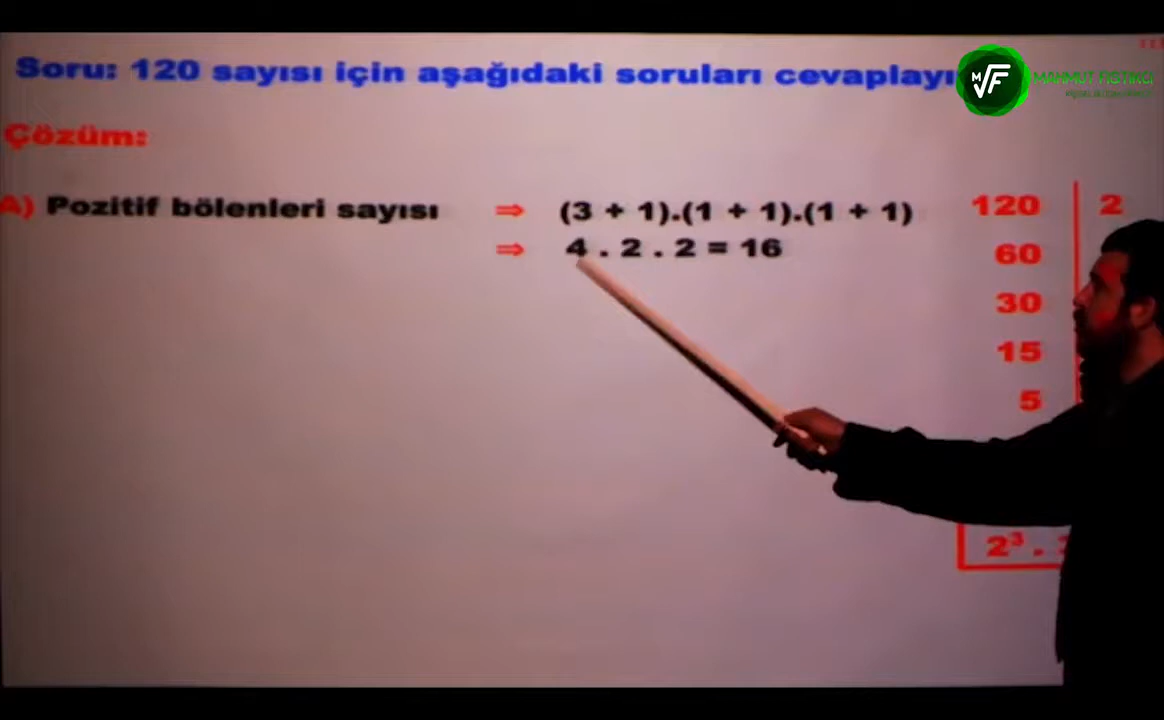 Soru: 120 sayısı için aşağıdaki soruları cevaplayı
MAHMUT
Çözüm:
A) Pozitif bölenleri sayısı ⇒ (3 + 1).(1 + 1).(1 + 1)
⇒ 4 . 2 . 2 = 16
120 2
60
30
15
5
2³ .